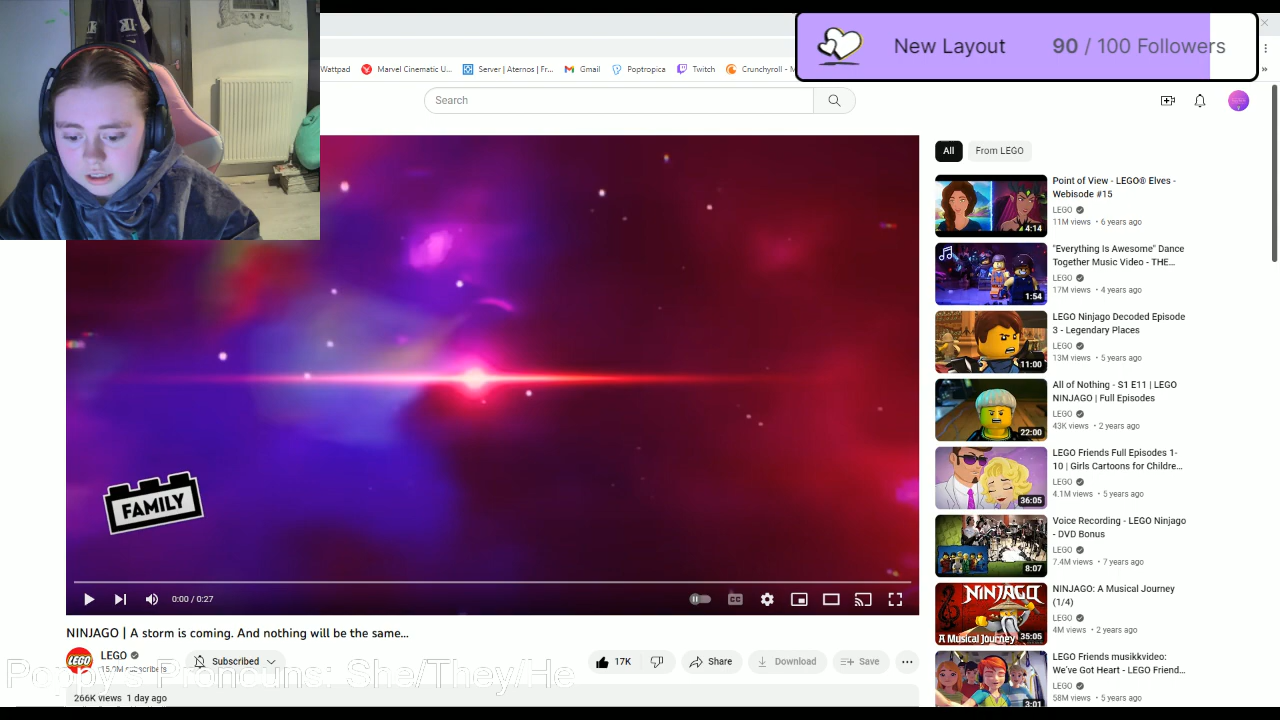 New Layout 90 / 100 Followers
Wattpad Marvel Cinematic U... Server | Aternos | Fr... Gmail Poptropica Twitch Crunchyroll - M
Search
All From LEGO
Point of View - LEGO® Elves -
Webisode #15
LEGO
11M views • 6 years ago
4:14
"Everything Is Awesome" Dance
Together Music Video - THE...
LEGO
17M views • 4 years ago
1:54
LEGO Ninjago Decoded Episode
3 - Legendary Places
LEGO
13M views • 5 years ago
11:00
All of Nothing - S1 E11 | LEGO
NINJAGO | Full Episodes
LEGO
43K views • 2 years ago
22:00
LEGO Friends Full Episodes 1-
10 | Girls Cartoons for Childre...
LEGO
4.1M views • 5 years ago
36:05
Voice Recording - LEGO Ninjago
- DVD Bonus
LEGO
7.4M views • 7 years ago
8:07
NINJAGO: A Musical Journey
(1/4)
LEGO
4M views • 2 years ago
NINJAGO
A Musical Journey
35:05
LEGO Friends musikkvideo:
We've Got Heart - LEGO Friend...
LEGO
58M views • 5 years ago
3:01
FAMILY
0:00 / 0:27
CC
NINJAGO | A storm is coming. And nothing will be the same...
LEGO
LEGO
subscribers
Subscribed
17K
Share
Download
Save
Poppy's Pronouns: She/They/He
266K views 1 day ago